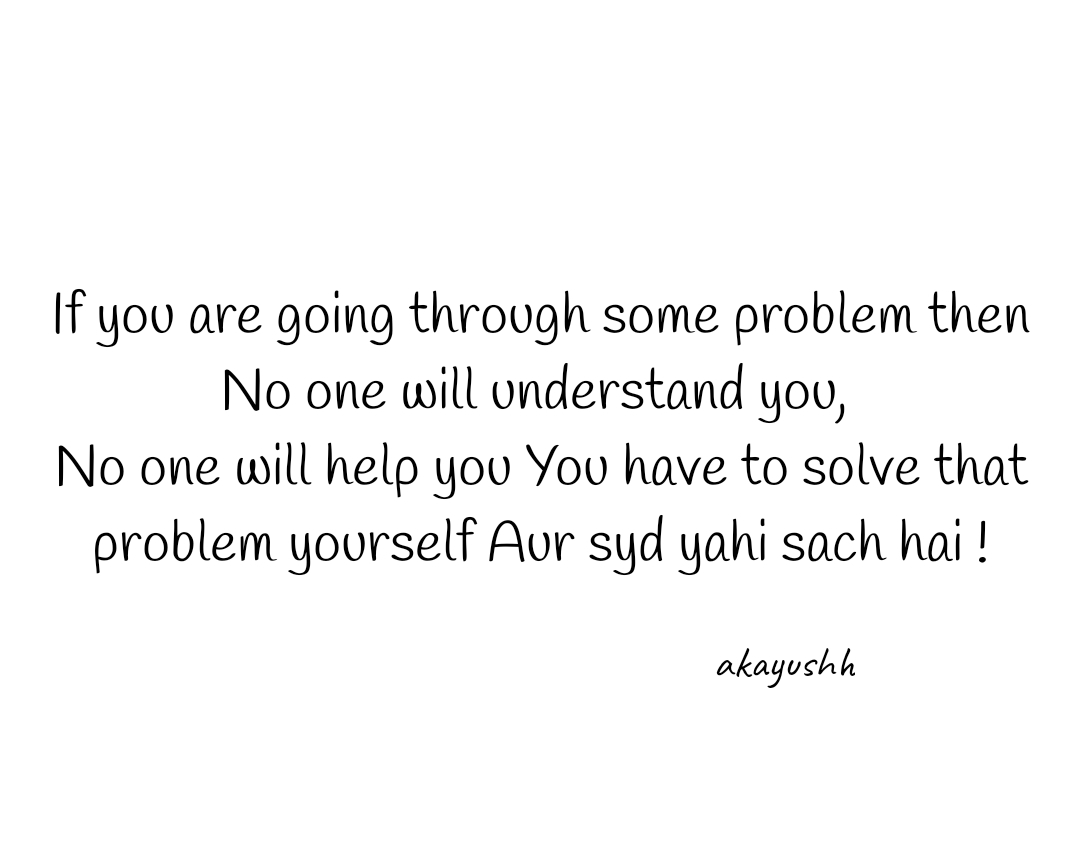 If you are going through some problem then
No one will understand you,
No one will help you You have to solve that
problem yourself Aur syd yahi sach hai !
akayushh